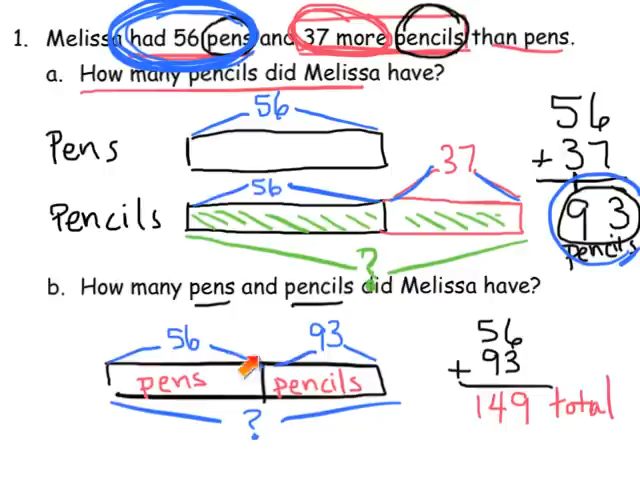 1. Melissa had 56 pens and 37 more pencils than pens.
a. How many pencils did Melissa have?
56
56
Pens
+ 37
37
56
Pencils
93
pencils
?
b. How many pens and pencils did Melissa have?
56
93
56
+ 93
pens pencils
149 total
?